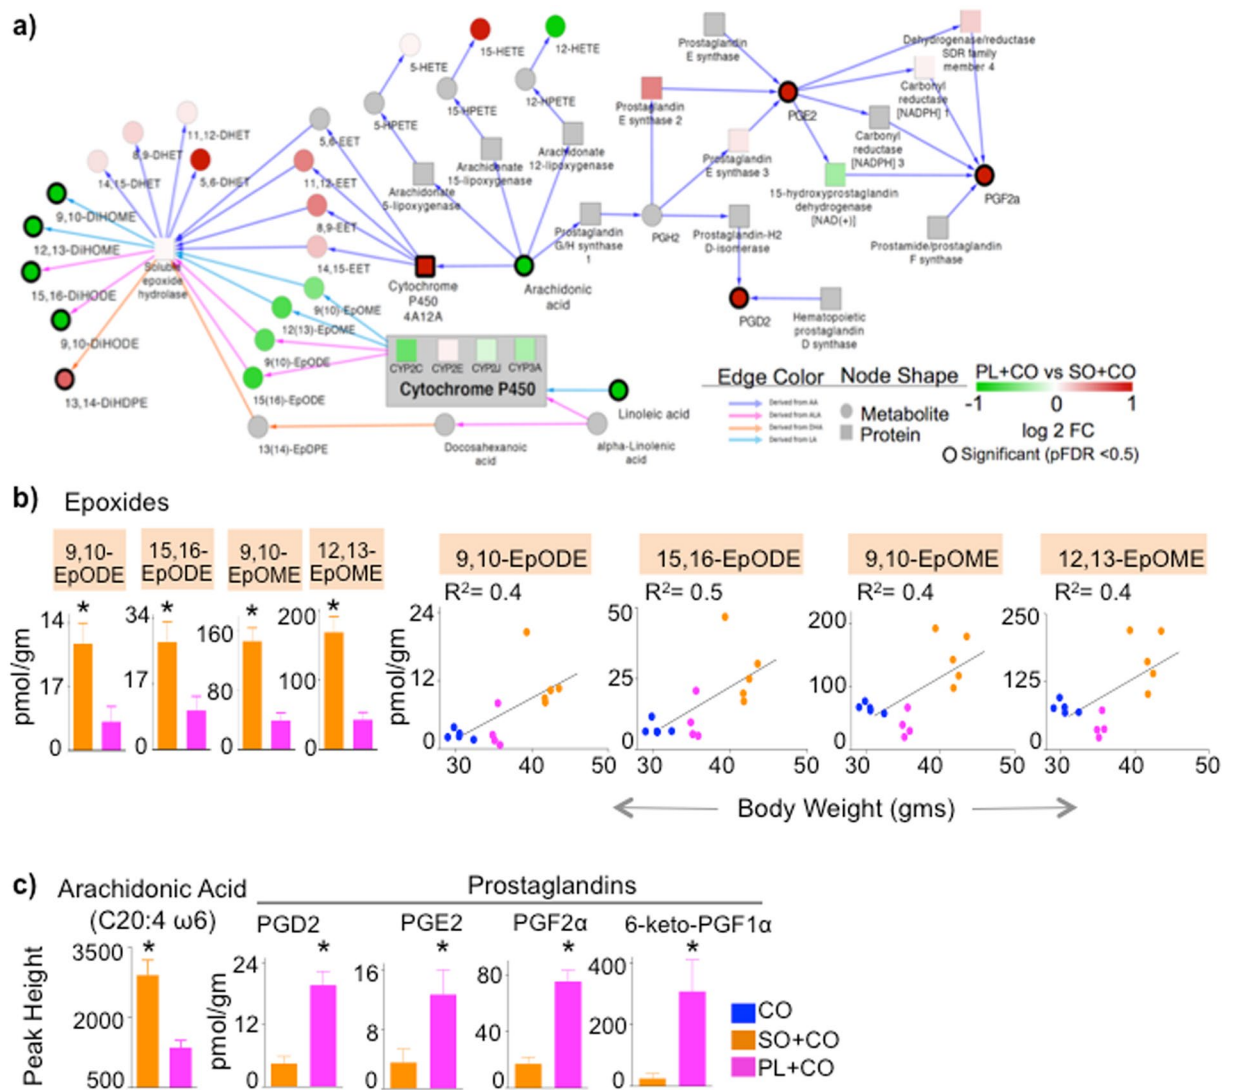 a)
Prostaglandin
E synthase
Dehydrogenase/reductase
SDR family
member 4
15-HETE
12-HETE
5-HETE
Carbonyl
reductase
[NADPH] 1
15-HPETE
12-HPETE
5-HPETE
Prostaglandin
E synthase 2
PGE2
Carbonyl
reductase
[NADPH] 3
11,12-DHET
8,9-DHET
14,15-DHET
5,6-DHET
5,6-EET
11,12-EET
8,9-EET
14,15-EET
Arachidonate
5-lipoxygenase
Arachidonate
15-lipoxygenase
Arachidonate
12-lipoxygenase
Prostaglandin
E synthase 3
15-hydroxyprostaglandin
dehydrogenase
[NAD(+)]
PGF2a
Prostaglandin
G/H synthase
1
PGH2
Prostaglandin-H2
D-isomerase
Prostamide/prostaglandin
F synthase
9,10-DiHOME
12,13-DiHOME
15,16-DiHODE
9,10-DiHODE
13,14-DiHDPE
Soluble
epoxide
hydrolase
Cytochrome
P450
4A12A
Arachidonic
acid
PGD2
Hematopoietic
prostaglandin
D synthase
9(10)-EpOME
12(13)-EpOME
9(10)-EpODE
15(16)-EpODE
13(14)-EpDPE
CYP2C CYP2E CYP2J CYP3A
Cytochrome P450
Linoleic acid
Docosahexanoic
acid
alpha-Linolenic
acid
Edge Color
Derived from AA
Derived from ALA
Derived from DHA
Derived from LA
Node Shape
Metabolite
Protein
PL+CO vs SO+CO
-1 0 1
log 2 FC
Significant (pFDR <0.5)
b) Epoxides
9,10-
EpODE
15,16-
EpODE
9,10-
EpOME
12,13-
EpOME
* * * *
pmol/gm
14
17
0
34
17
0
160
80
0
200
100
0
9,10-EpODE
R²= 0.4
pmol/gm
24
12
0
30 40 50
15,16-EpODE
R²= 0.5
50
25
0
30 40 50
9,10-EpOME
R²= 0.4
200
100
0
30 40 50
12,13-EpOME
R²= 0.4
250
125
0
30 40 50
Body Weight (gms)
c)
Arachidonic Acid
(C20:4 ω6)
*
Peak Height
3500
2000
500
Prostaglandins
PGD2
*
pmol/gm
24
12
0
PGE2
*
16
8
0
PGF2α
*
80
40
0
6-keto-PGF1α
*
400
200
0
CO
SO+CO
PL+CO